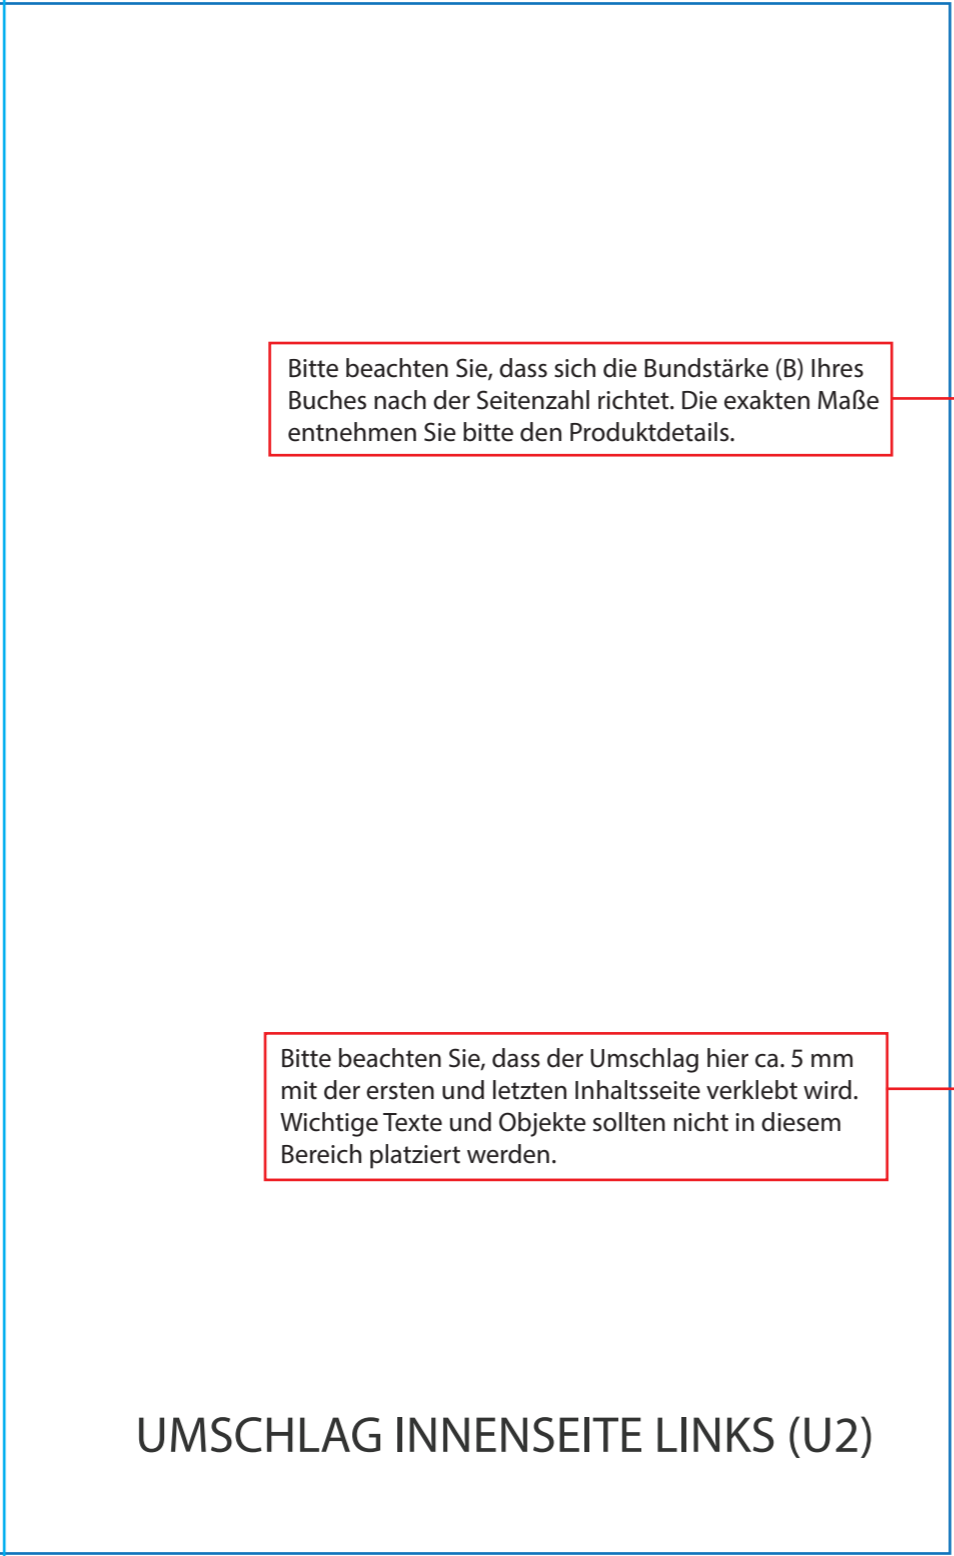 Bitte beachten Sie, dass sich die Bundstärke (B) Ihres
Buches nach der Seitenzahl richtet. Die exakten Maße
entnehmen Sie bitte den Produktdetails.
Bitte beachten Sie, dass der Umschlag hier ca. 5 mm
mit der ersten und letzten Inhaltsseite verklebt wird.
Wichtige Texte und Objekte sollten nicht in diesem
Bereich platziert werden.
UMSCHLAG INNENSEITE LINKS (U2)